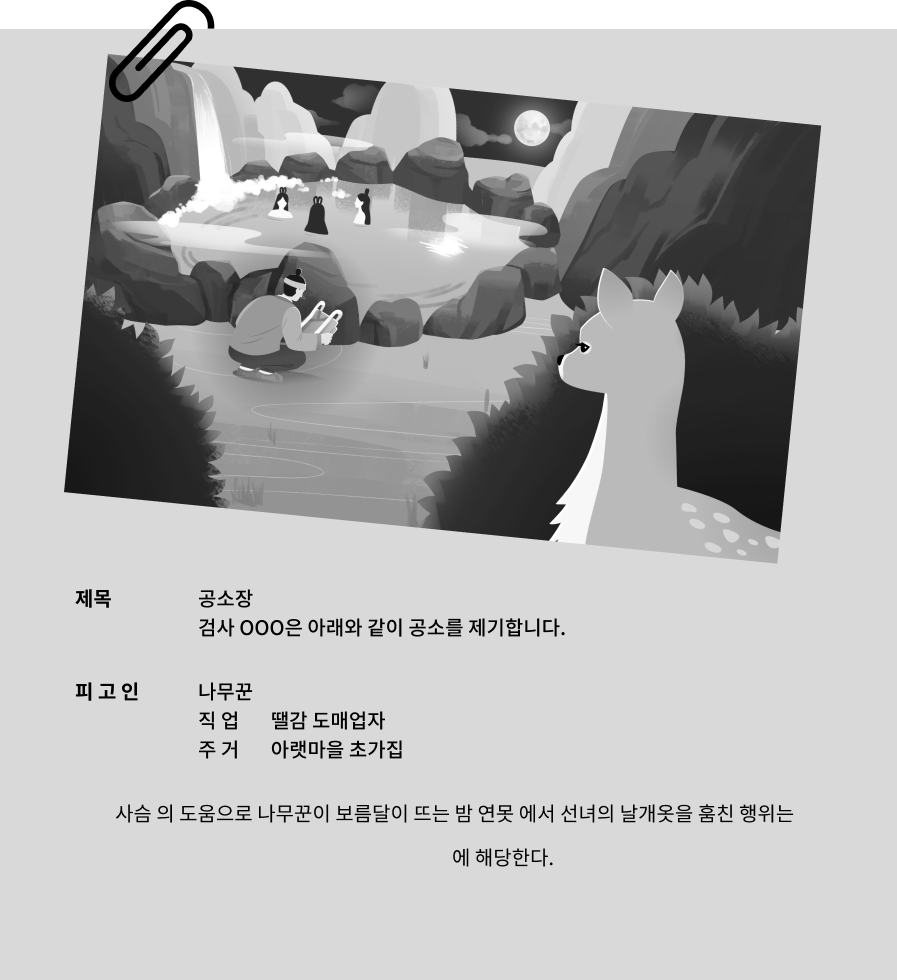 제목 공소장
검사 OOO은 아래와 같이 공소를 제기합니다.
피 고 인 나무꾼
직 업 땔감 도매업자
주 거 아랫마을 초가집
사슴 의 도움으로 나무꾼이 보름달이 뜨는 밤 연못 에서 선녀의 날개옷을 훔친 행위는
에 해당한다.